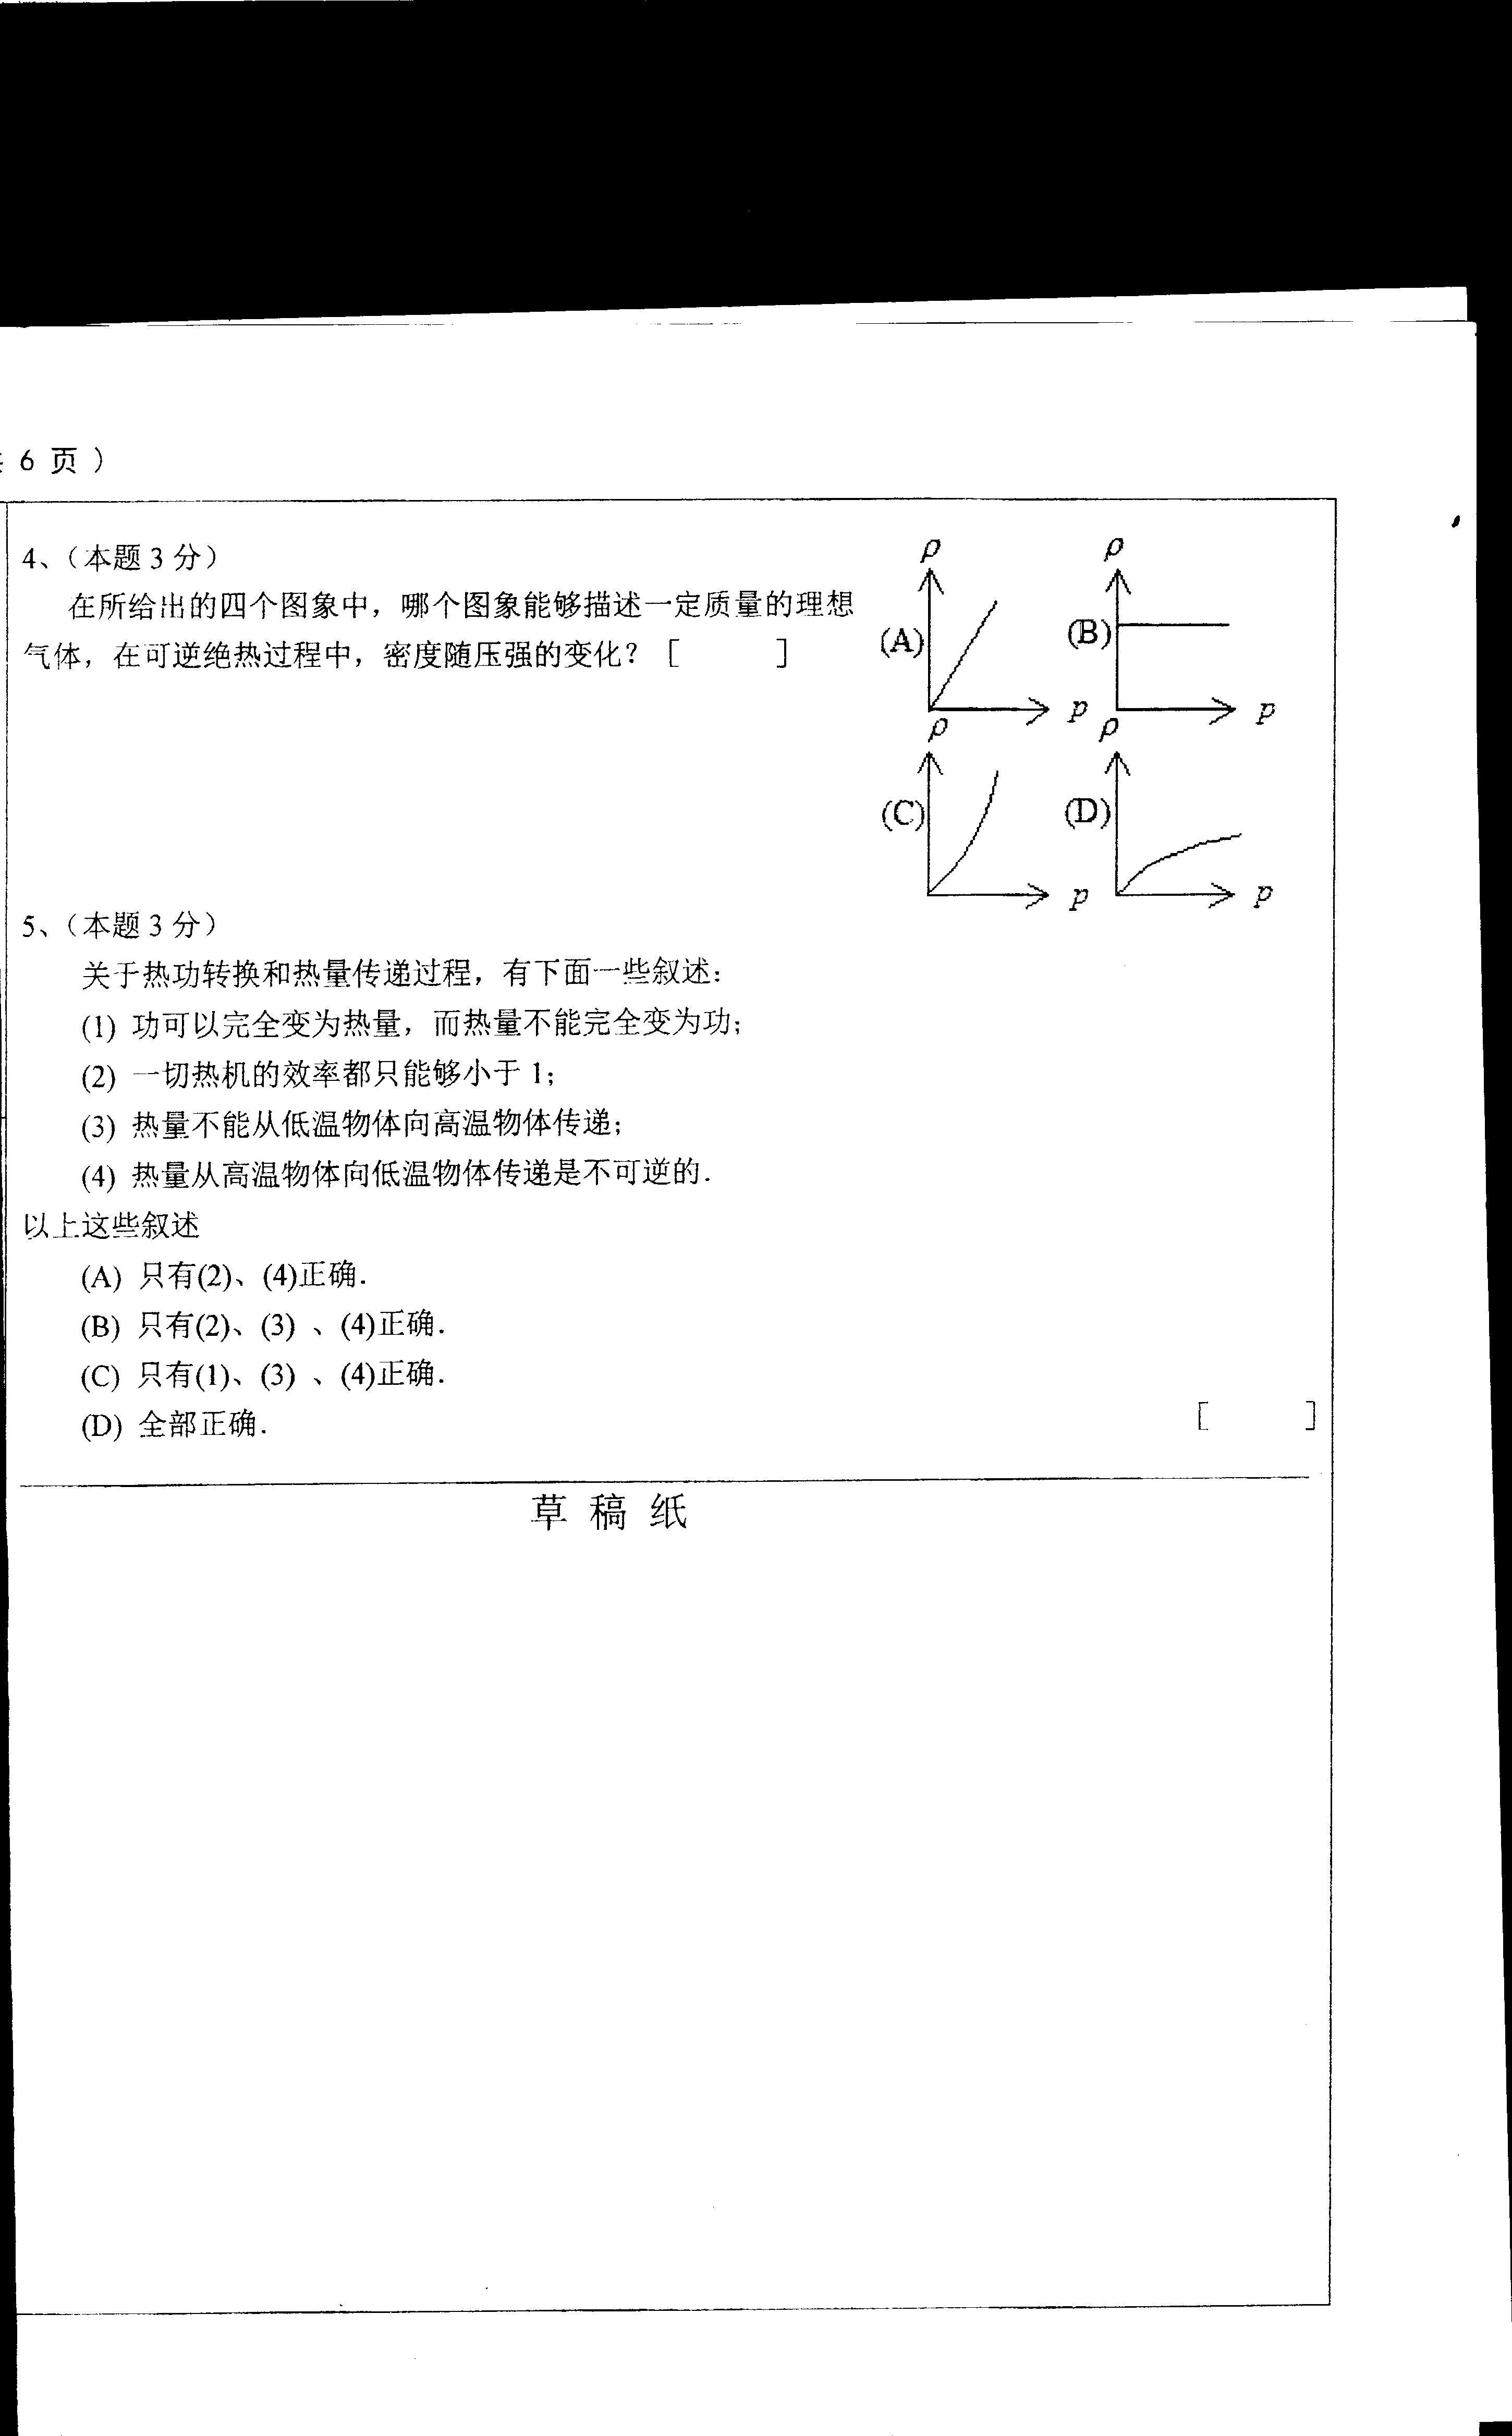 6 页 ）
4、（本题 3 分）
在所给出的四个图象中，哪个图象能够描述一定质量的理想
气体，在可逆绝热过程中，密度随压强的变化？ [ ]
ρ
(A)
p
ρ
(B)
p
ρ
(C)
p
ρ
(D)
p
5、（本题 3 分）
关于热功转换和热量传递过程，有下面一些叙述：
(1) 功可以完全变为热量，而热量不能完全变为功；
(2) 一切热机的效率都只能够小于 1；
(3) 热量不能从低温物体向高温物体传递；
(4) 热量从高温物体向低温物体传递是不可逆的．
以上这些叙述
(A) 只有(2)、(4)正确．
(B) 只有(2)、(3) 、(4)正确．
(C) 只有(1)、(3) 、(4)正确．
(D) 全部正确． [ ]
草 稿 纸